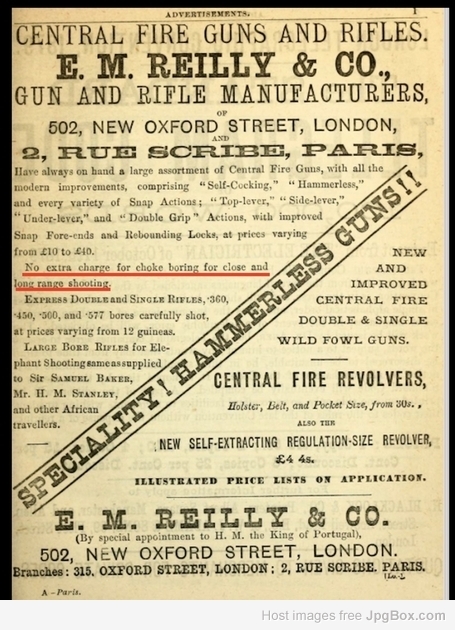 ADVERTISEMENTS. 1
CENTRAL FIRE GUNS AND RIFLES.
E. M. REILLY & CO.,
GUN AND RIFLE MANUFACTURERS,
OF
502, NEW OXFORD STREET, LONDON,
AND
2, RUE SCRIBE, PARIS,
Have always on hand a large assortment of Central Fire Guns, with all the
modern improvements, comprising "Self-Cocking," "Hammerless,"
and every variety of Snap Actions; "Top-lever," "Side-lever,"
"Under-lever," and "Double Grip" Actions, with improved
Snap Fore-ends and Rebounding Locks, at prices varying
from £10 to £40.
No extra charge for choke boring for close and
long range shooting.
EXPRESS DOUBLE AND SINGLE RIFLES, ·360,
·450, ·500, and ·577 bores carefully shot,
at prices varying from 12 guineas.
LARGE BORE RIFLES for Ele-
phant Shooting same as supplied
to Sir SAMUEL BAKER,
Mr. H. M. STANLEY,
and other African
travellers.
SPECIALITY! HAMMERLESS GUNS!!
NEW
AND
IMPROVED
CENTRAL FIRE
DOUBLE & SINGLE
WILD FOWL GUNS.
CENTRAL FIRE REVOLVERS,
Holster, Belt, and Pocket Size, from 30s.,
ALSO THE
NEW SELF-EXTRACTING REGULATION-SIZE REVOLVER,
£4 4s.
ILLUSTRATED PRICE LISTS ON APPLICATION.
E. M. REILLY & CO.
(By special appointment to H. M. the King of Portugal),
502, NEW OXFORD STREET, LONDON.
Branches: 315, OXFORD STREET, LONDON; 2, RUE SCRIBE, PARIS.
A—Paris.
Host images free JpgBox.com